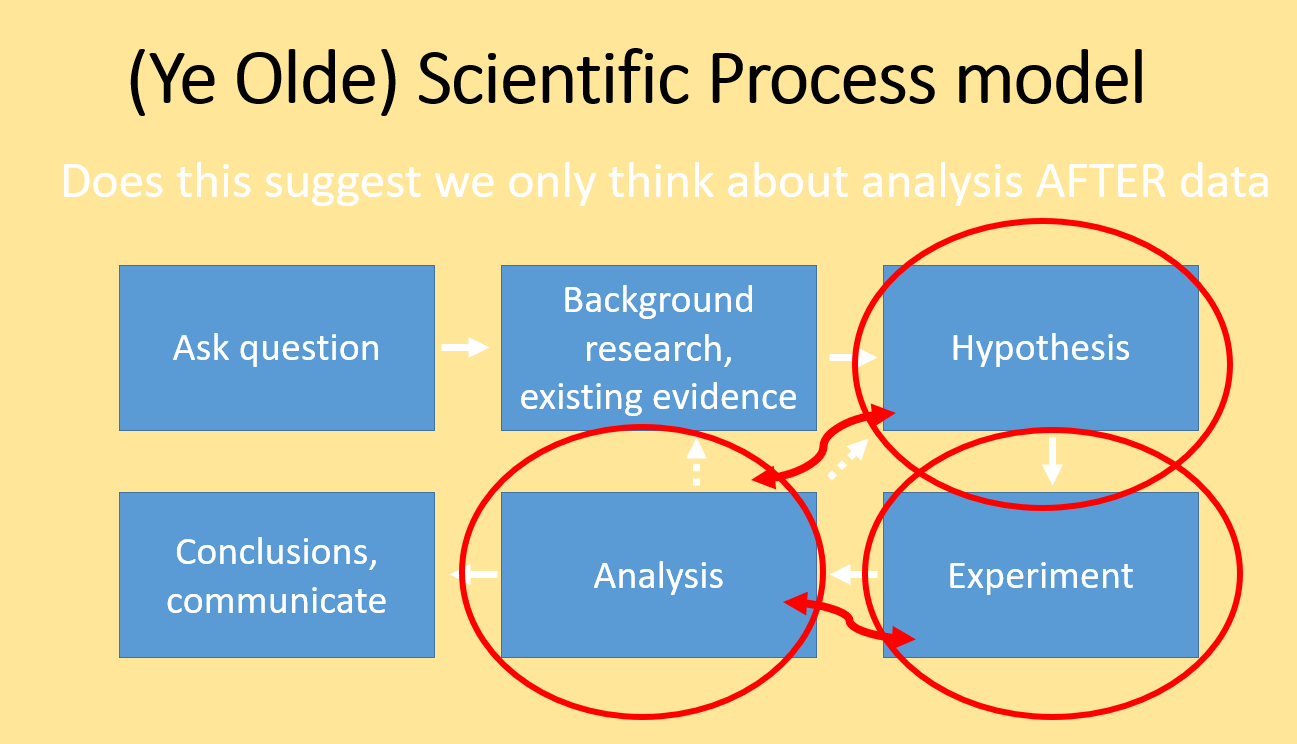 (Ye Olde) Scientific Process model
Does this suggest we only think about analysis AFTER data
Ask question
Background
research,
existing evidence
Hypothesis
Conclusions,
communicate
Analysis
Experiment